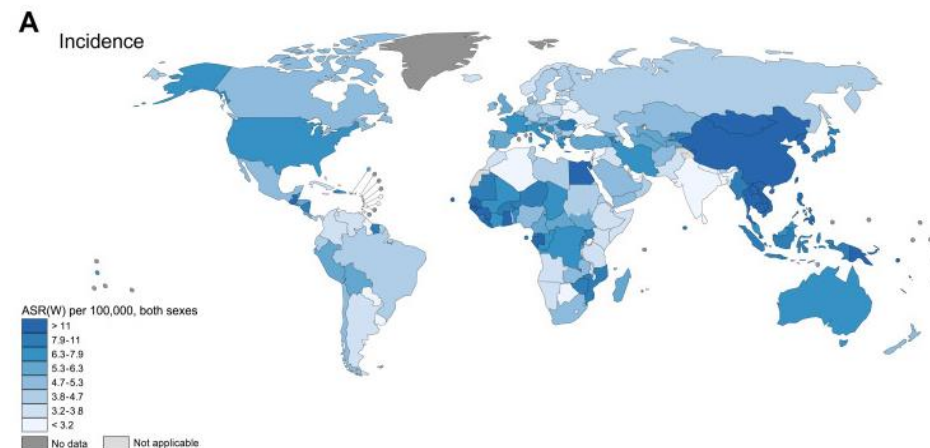 A
Incidence
ASR(W) per 100,000, both sexes
> 11
7.9-11
6.3-7.9
5.3-6.3
4.7-5.3
3.8-4.7
3.2-3.8
< 3.2
No data Not applicable